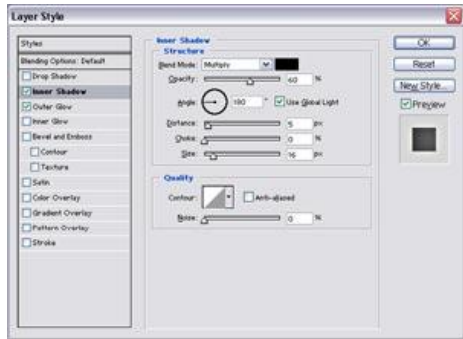 Layer Style
Styles
Blending Options: Default
Drop Shadow
Inner Shadow
Outer Glow
Inner Glow
Bevel and Emboss
Contour
Texture
Satin
Color Overlay
Gradient Overlay
Pattern Overlay
Stroke
Inner Shadow
Structure
Blend Mode: Multiply
Opacity: 60 %
Angle: 180 ° Use Global Light
Distance: 5 px
Choke: 0 %
Size: 16 px
Quality
Contour: Anti-aliased
Noise: 0 %
OK
Reset
New Style...
Preview